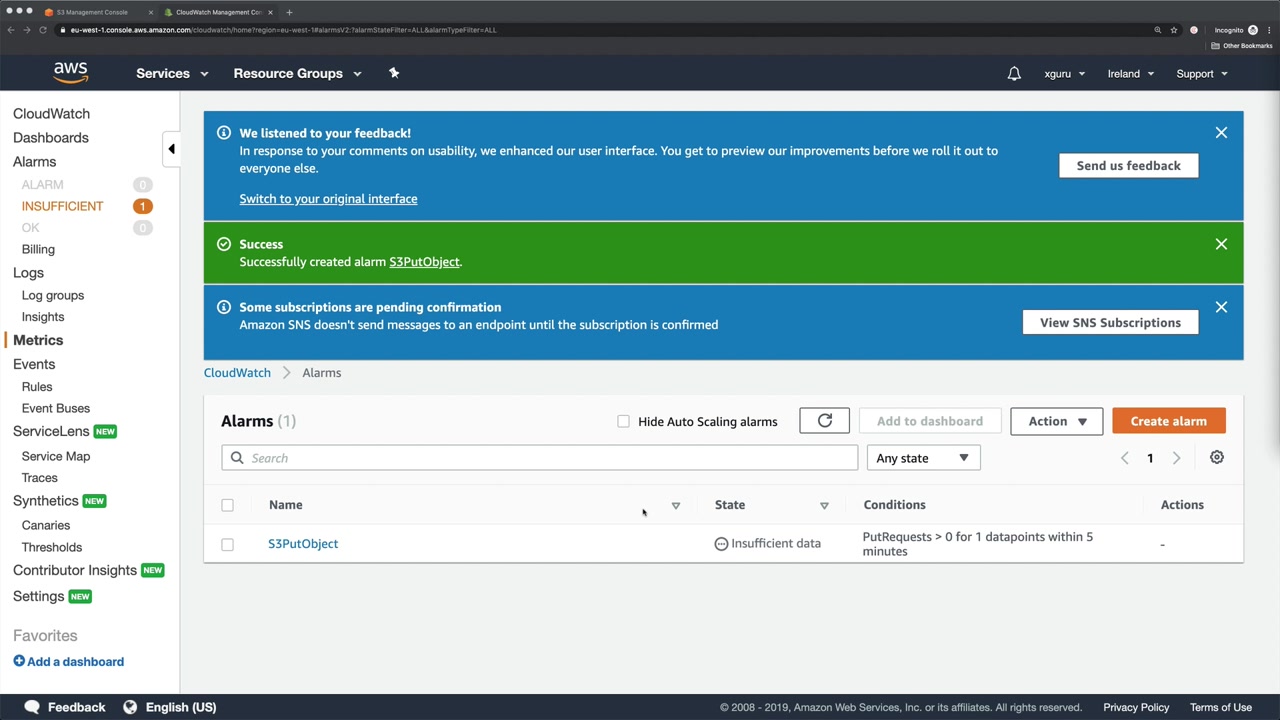 S3 Management Console
CloudWatch Management Con
eu-west-1.console.aws.amazon.com/cloudwatch/home?region=eu-west-1#alarmsV2:?alarmStateFilter=ALL&alarmTypeFilter=ALL
Incognito
Other Bookmarks
aws
Services
Resource Groups
xguru
Ireland
Support
CloudWatch
Dashboards
Alarms
ALARM 0
INSUFFICIENT 1
OK 0
Billing
Logs
Log groups
Insights
Metrics
Events
Rules
Event Buses
ServiceLens NEW
Service Map
Traces
Synthetics NEW
Canaries
Thresholds
Contributor Insights NEW
Settings NEW
Favorites
Add a dashboard
We listened to your feedback!
In response to your comments on usability, we enhanced our user interface. You get to preview our improvements before we roll it out to
everyone else.
Switch to your original interface
Send us feedback
Success
Successfully created alarm S3PutObject.
Some subscriptions are pending confirmation
Amazon SNS doesn't send messages to an endpoint until the subscription is confirmed
View SNS Subscriptions
CloudWatch
Alarms
Alarms (1)
Hide Auto Scaling alarms
Add to dashboard
Action
Create alarm
Search
Any state
1
Name
State
Conditions
Actions
S3PutObject
Insufficient data
PutRequests > 0 for 1 datapoints within 5
minutes
-
Feedback
English (US)
© 2008 - 2019, Amazon Web Services, Inc. or its affiliates. All rights reserved.
Privacy Policy
Terms of Use